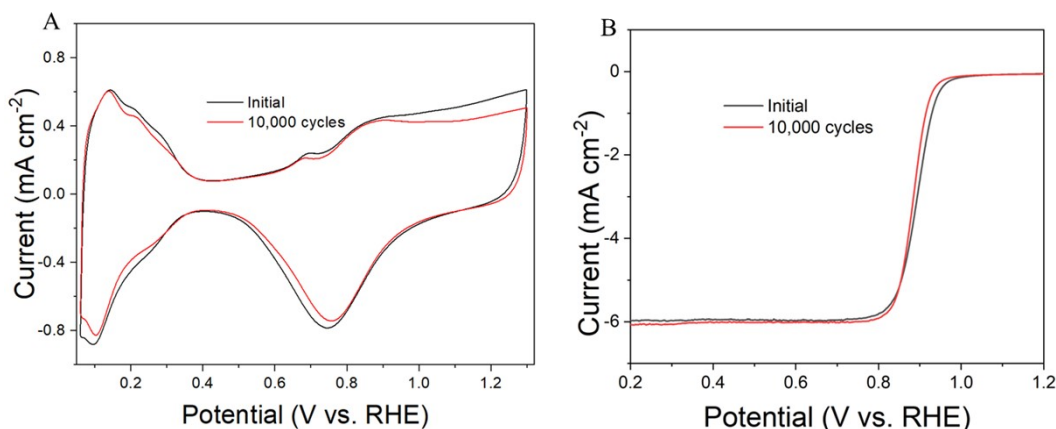 A
0.8
0.4
0.0
-0.4
-0.8
Current (mA cm-2)
Initial
10,000 cycles
0.2 0.4 0.6 0.8 1.0 1.2
Potential (V vs. RHE)
B
0
-2
-4
-6
Current (mA cm-2)
Initial
10,000 cycles
0.2 0.4 0.6 0.8 1.0 1.2
Potential (V vs. RHE)